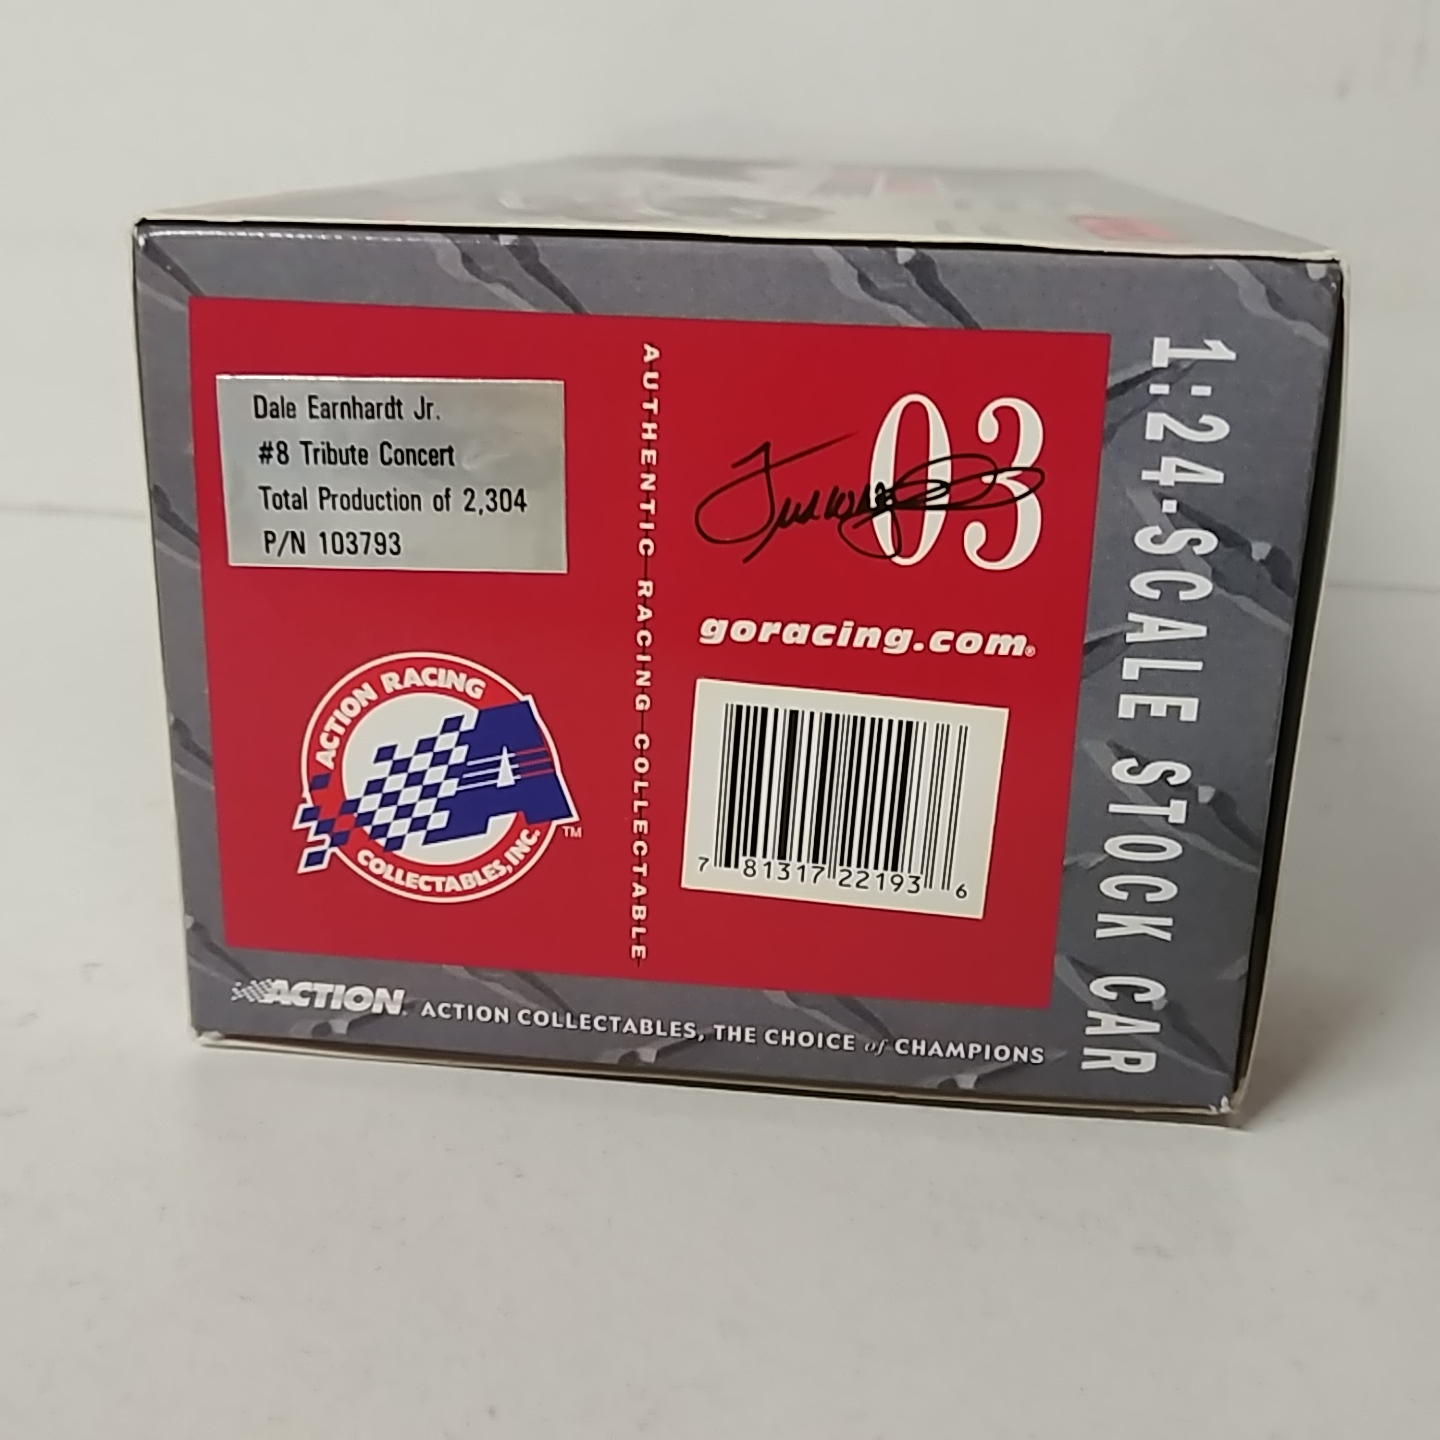 Dale Earnhardt Jr.
#8 Tribute Concert
Total Production of 2,304
P/N 103793
ACTION RACING
COLLECTABLES, INC.
TM
AUTHENTIC RACING COLLECTABLE
03
goracing.com®
7 81317 22193 6
1:24-SCALE STOCK CAR
ACTION. ACTION COLLECTABLES, THE CHOICE of CHAMPIONS